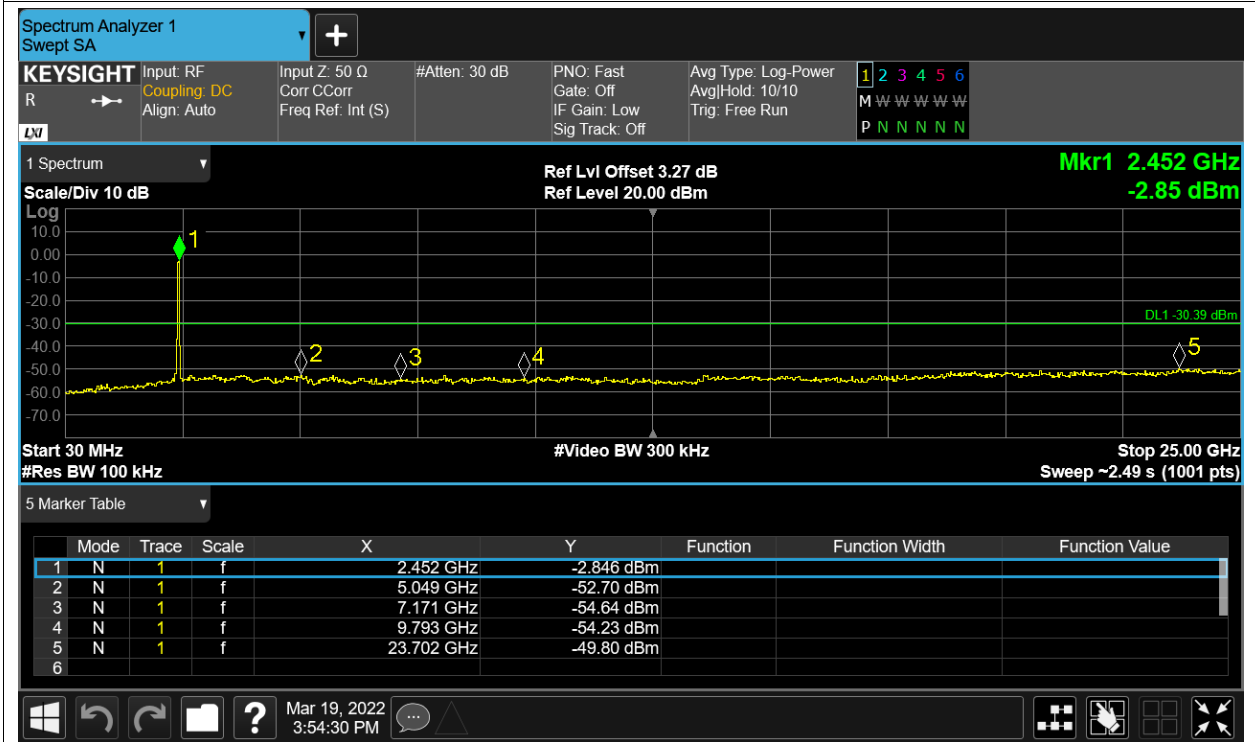 Spectrum Analyzer 1
Swept SA
KEYSIGHT
R
LXI
Input: RF
Coupling: DC
Align: Auto
Input Z: 50 Ω
Corr CCorr
Freq Ref: Int (S)
#Atten: 30 dB
PNO: Fast
Gate: Off
IF Gain: Low
Sig Track: Off
Avg Type: Log-Power
Avg|Hold: 10/10
Trig: Free Run
1 2 3 4 5 6
M W W W W W
P N N N N N
1 Spectrum
Scale/Div 10 dB
Ref Lvl Offset 3.27 dB
Ref Level 20.00 dBm
Mkr1 2.452 GHz
-2.85 dBm
Log
10.0
0.00
-10.0
-20.0
-30.0
-40.0
-50.0
-60.0
-70.0
1
2
3
4
5
DL1 -30.39 dBm
Start 30 MHz
#Res BW 100 kHz
#Video BW 300 kHz
Stop 25.00 GHz
Sweep ~2.49 s (1001 pts)
5 Marker Table
Mode Trace Scale X Y Function Function Width Function Value
1 N 1 f 2.452 GHz -2.846 dBm
2 N 1 f 5.049 GHz -52.70 dBm
3 N 1 f 7.171 GHz -54.64 dBm
4 N 1 f 9.793 GHz -54.23 dBm
5 N 1 f 23.702 GHz -49.80 dBm
6
?
Mar 19, 2022
3:54:30 PM